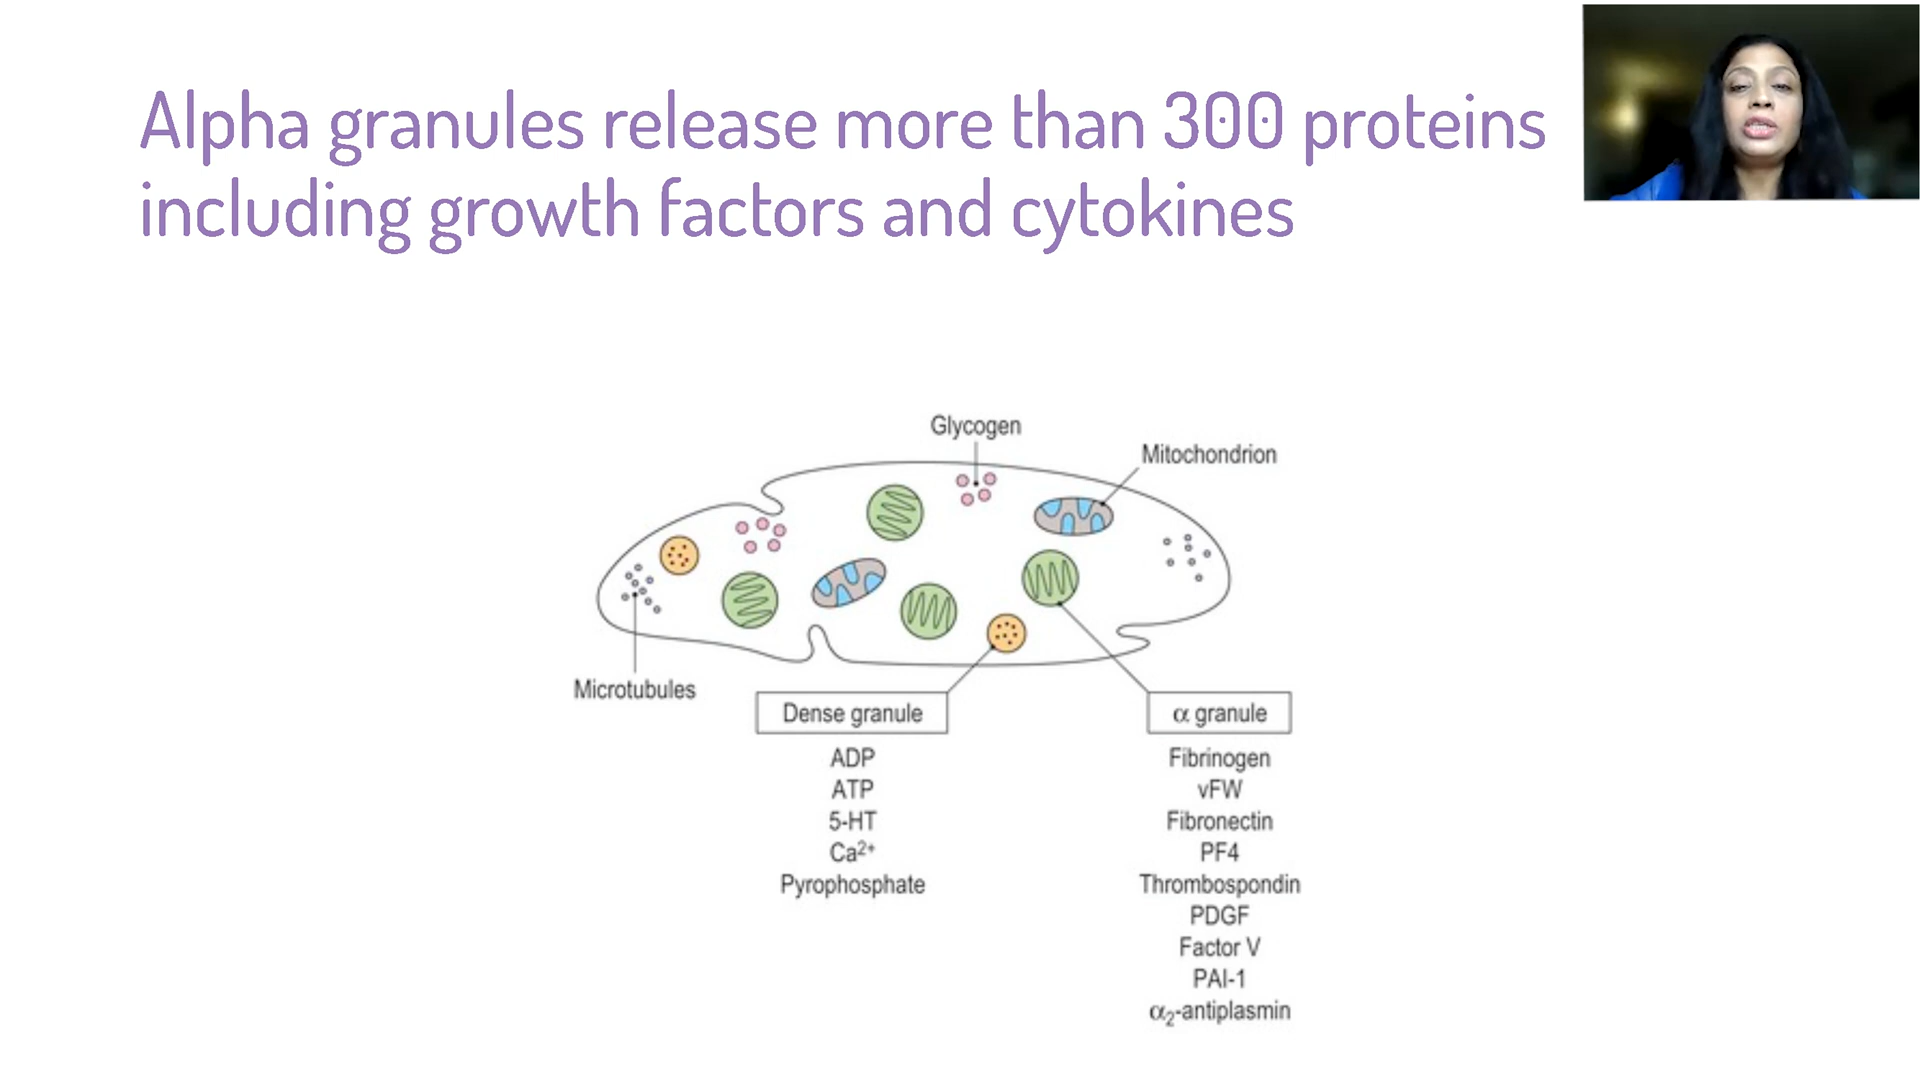 Alpha granules release more than 300 proteins
including growth factors and cytokines
Glycogen
Mitochondrion
Microtubules
Dense granule
ADP
ATP
5-HT
Ca²⁺
Pyrophosphate
α granule
Fibrinogen
vFW
Fibronectin
PF4
Thrombospondin
PDGF
Factor V
PAI-1
α₂-antiplasmin